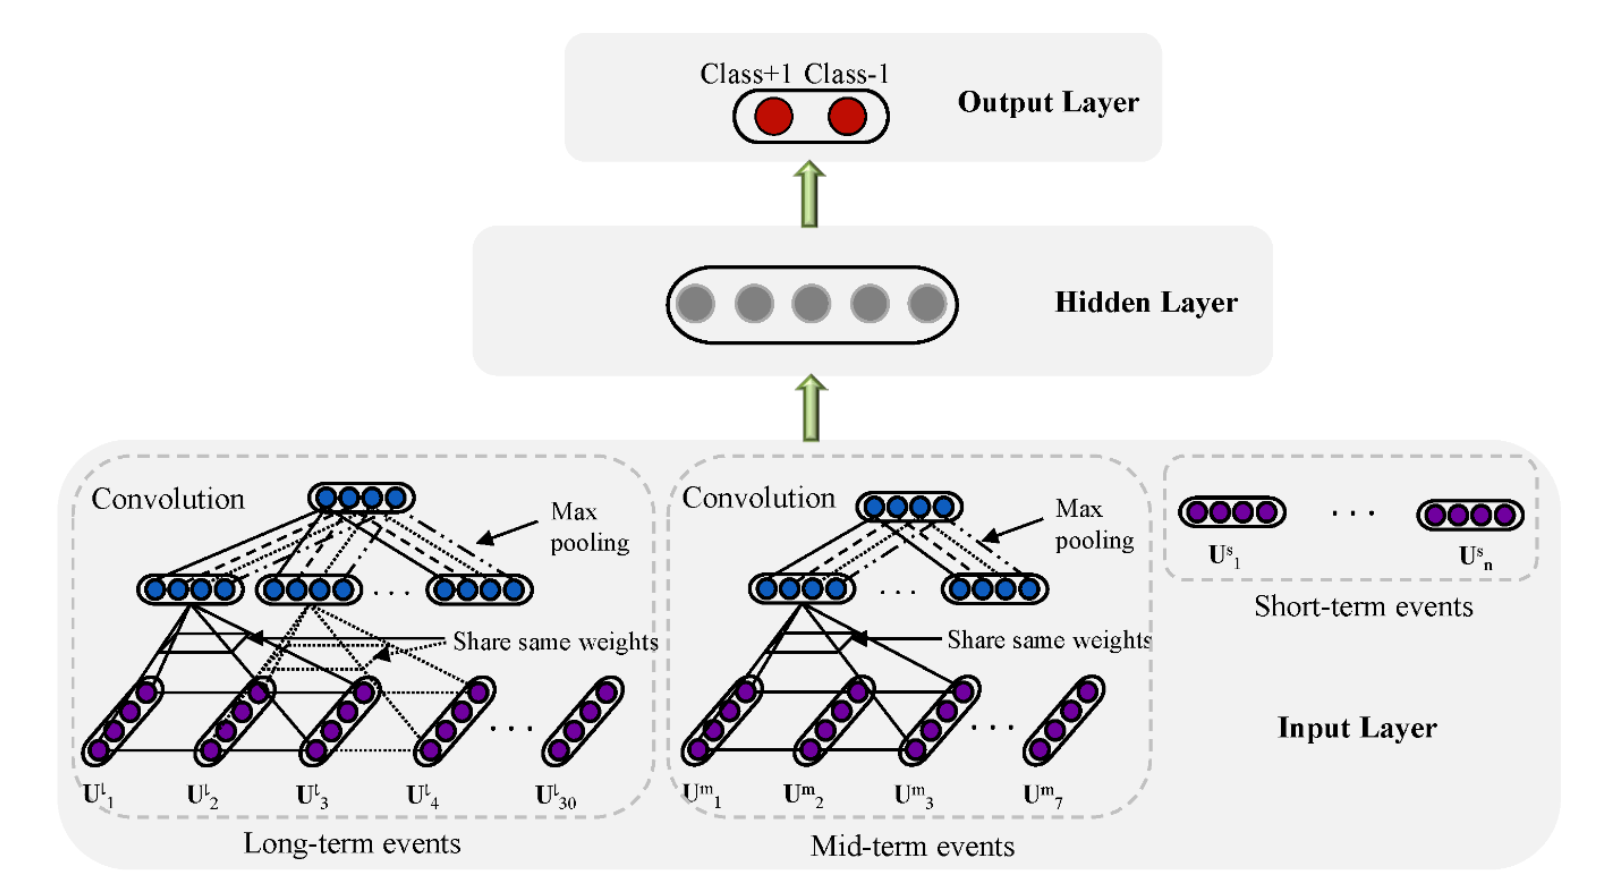 Class+1 Class-1
Output Layer
Hidden Layer
Convolution
Max
pooling
Share same weights
U^l_1 U^l_2 U^l_3 U^l_4 ... U^l_30
Long-term events
Convolution
Max
pooling
Share same weights
U^m_1 U^m_2 U^m_3 ... U^m_7
Mid-term events
U^s_1 ... U^s_n
Short-term events
Input Layer